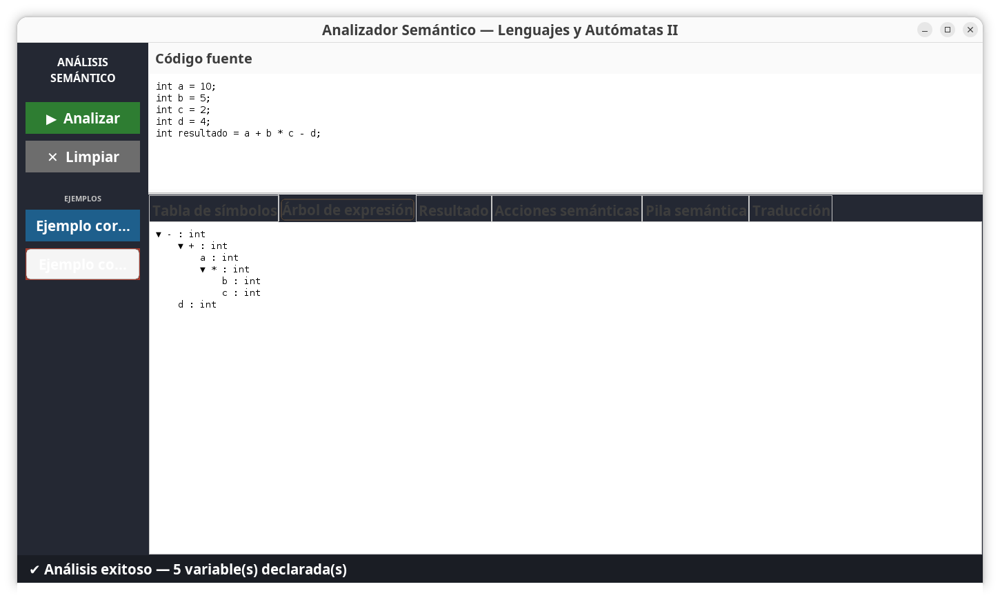 Analizador Semántico — Lenguajes y Autómatas II
ANÁLISIS
SEMÁNTICO
▶ Analizar
✕ Limpiar
EJEMPLOS
Ejemplo cor...
Ejemplo co...
Código fuente
int a = 10;
int b = 5;
int c = 2;
int d = 4;
int resultado = a + b * c - d;
Tabla de símbolos Árbol de expresión Resultado Acciones semánticas Pila semántica Traducción
▼ - : int
▼ + : int
a : int
▼ * : int
b : int
c : int
d : int
✔ Análisis exitoso — 5 variable(s) declarada(s)